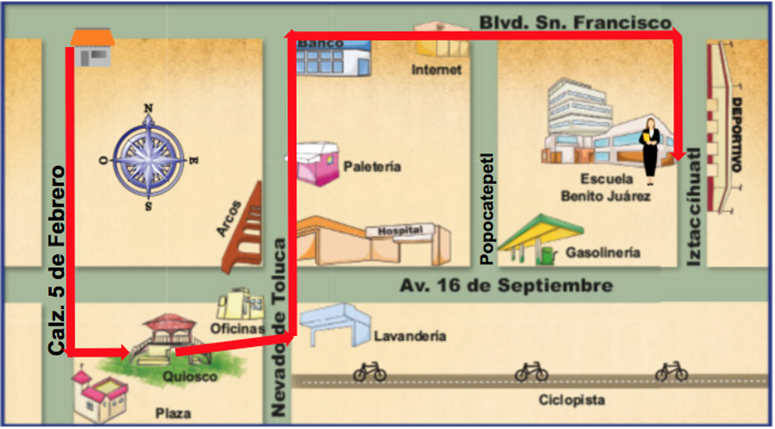 Blvd. Sn. Francisco
Banco
Internet
N
O
E
S
DEPORTIVO
Paletería
Escuela
Benito Juárez
Calz. 5 de Febrero
Arcos
Popocatepetl
Iztaccihuatl
Hospital
Gasolinería
Nevado de Toluca
Av. 16 de Septiembre
Oficinas
Lavandería
Quiosco
Ciclopista
Plaza